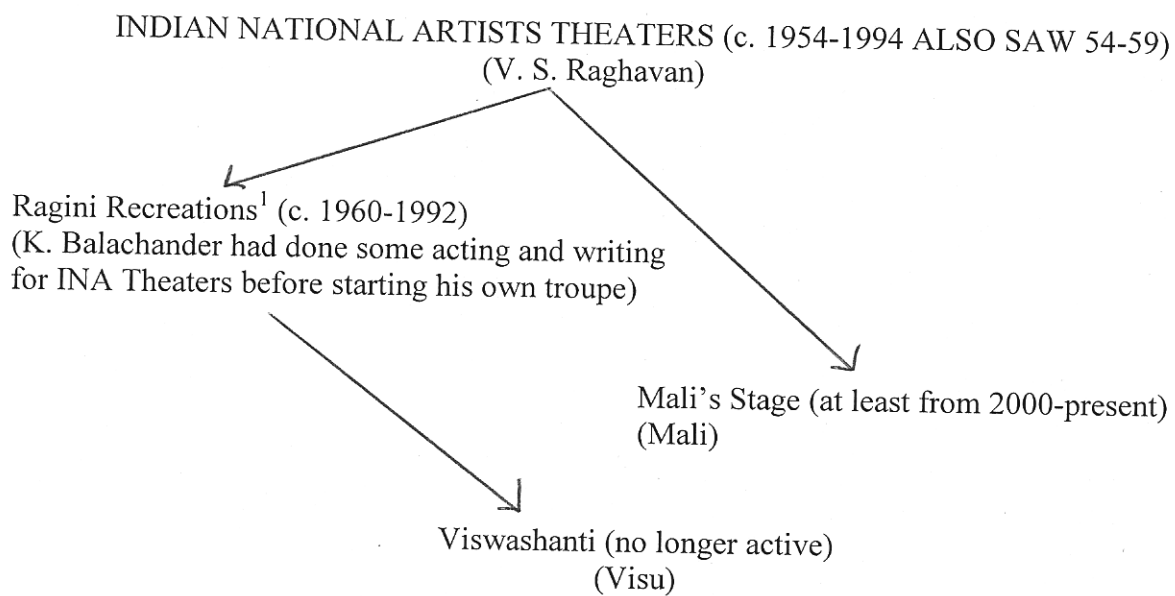 INDIAN NATIONAL ARTISTS THEATERS (c. 1954-1994 ALSO SAW 54-59)
(V. S. Raghavan)
Ragini Recreations¹ (c. 1960-1992)
(K. Balachander had done some acting and writing
for INA Theaters before starting his own troupe)
Mali’s Stage (at least from 2000-present)
(Mali)
Viswashanti (no longer active)
(Visu)